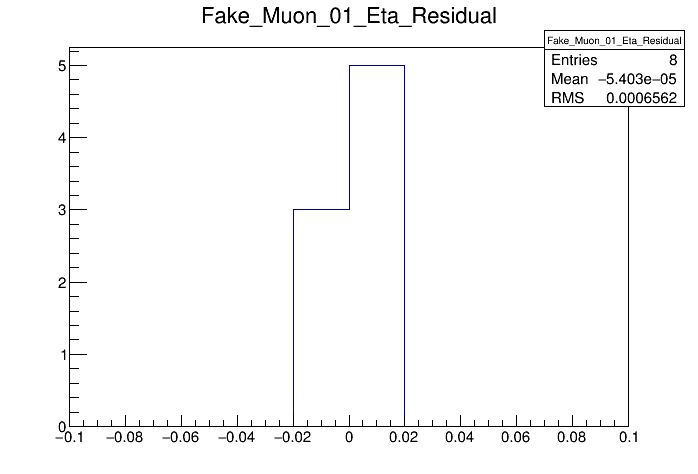 Fake_Muon_01_Eta_Residual
Fake_Muon_01_Eta_Residual
Entries 8
Mean −5.403e−05
RMS 0.0006562
5
4
3
2
1
0
−0.1 −0.08 −0.06 −0.04 −0.02 0 0.02 0.04 0.06 0.08 0.1